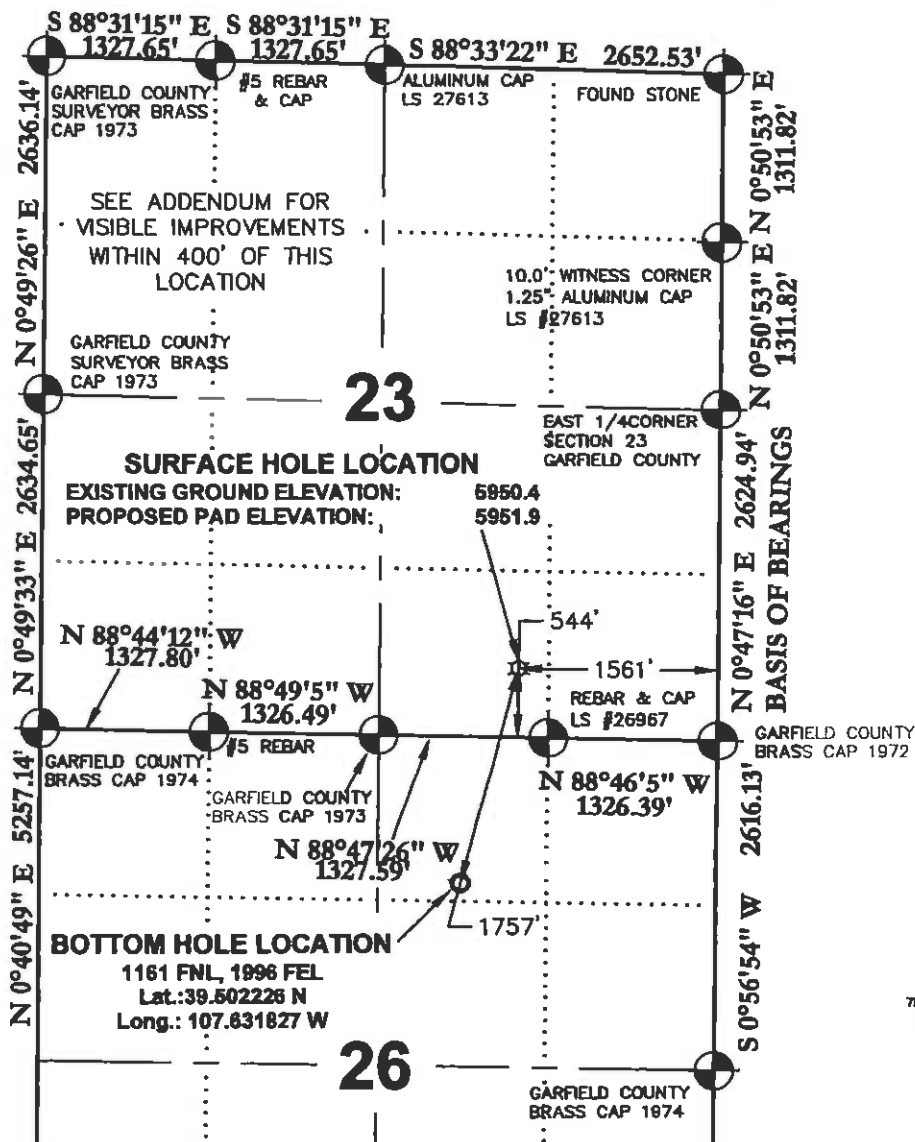 S 88°31'15" E
1327.65'
S 88°31'15" E
1327.65'
S 88°33'22" E 2652.53'
GARFIELD COUNTY
SURVEYOR BRASS
CAP 1973
#5 REBAR
& CAP
ALUMINUM CAP
LS 27613
FOUND STONE
N 0°49'26" E 2636.14'
N 0°50'53" E
1311.82'
SEE ADDENDUM FOR
VISIBLE IMPROVEMENTS
WITHIN 400' OF THIS
LOCATION
10.0' WITNESS CORNER
1.25" ALUMINUM CAP
LS #27613
N 0°50'53" E
1311.82'
GARFIELD COUNTY
SURVEYOR BRASS
CAP 1973
23
EAST 1/4CORNER
SECTION 23
GARFIELD COUNTY
SURFACE HOLE LOCATION
EXISTING GROUND ELEVATION: 5950.4
PROPOSED PAD ELEVATION: 5951.9
N 0°49'33" E 2634.65'
N 0°47'16" E 2624.94'
BASIS OF BEARINGS
N 88°44'12" W
1327.80'
544'
1561'
N 88°49'5" W
1326.49'
REBAR & CAP
LS #26967
GARFIELD COUNTY
BRASS CAP 1974
#5 REBAR
GARFIELD COUNTY
BRASS CAP 1972
GARFIELD COUNTY
BRASS CAP 1973
N 88°46'5" W
1326.39'
N 88°47'26" W
1327.59'
N 0°40'49" E 5257.14'
S 0°56'54" W 2616.13'
1757'
BOTTOM HOLE LOCATION
1161 FNL, 1996 FEL
Lat.:39.502226 N
Long.: 107.631827 W
26
GARFIELD COUNTY
BRASS CAP 1974